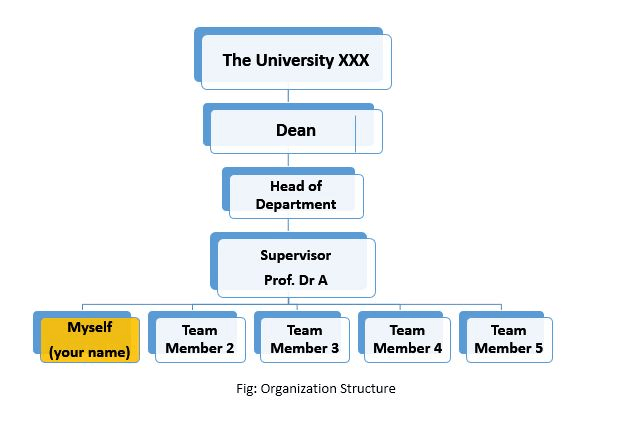 The University XXX
Dean
Head of
Department
Supervisor
Prof. Dr A
Myself
(your name)
Team
Member 2
Team
Member 3
Team
Member 4
Team
Member 5
Fig: Organization Structure